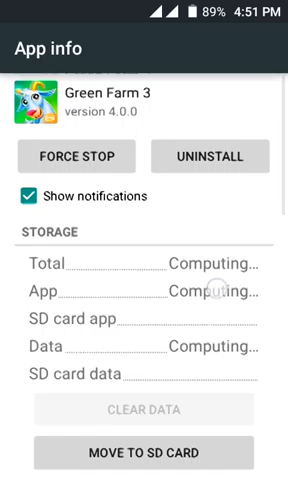 89% 4:51 PM
App info
Green Farm 3
version 4.0.0
FORCE STOP UNINSTALL
Show notifications
STORAGE
Total Computing...
App Computing...
SD card app
Data Computing...
SD card data
CLEAR DATA
MOVE TO SD CARD